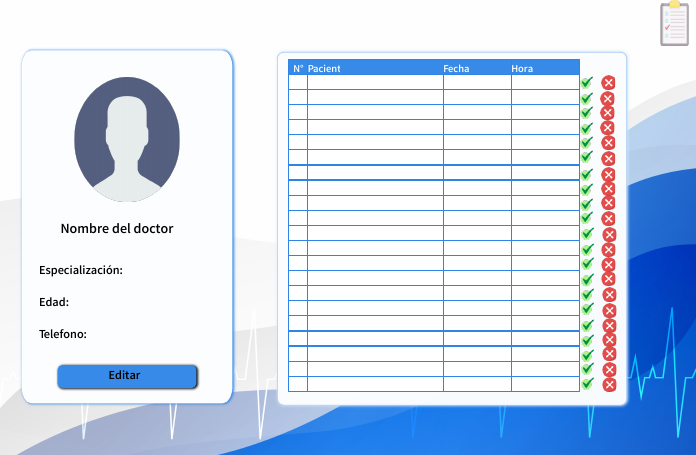 Nombre del doctor
Especialización:
Edad:
Telefono:
Editar
N° Pacient Fecha Hora